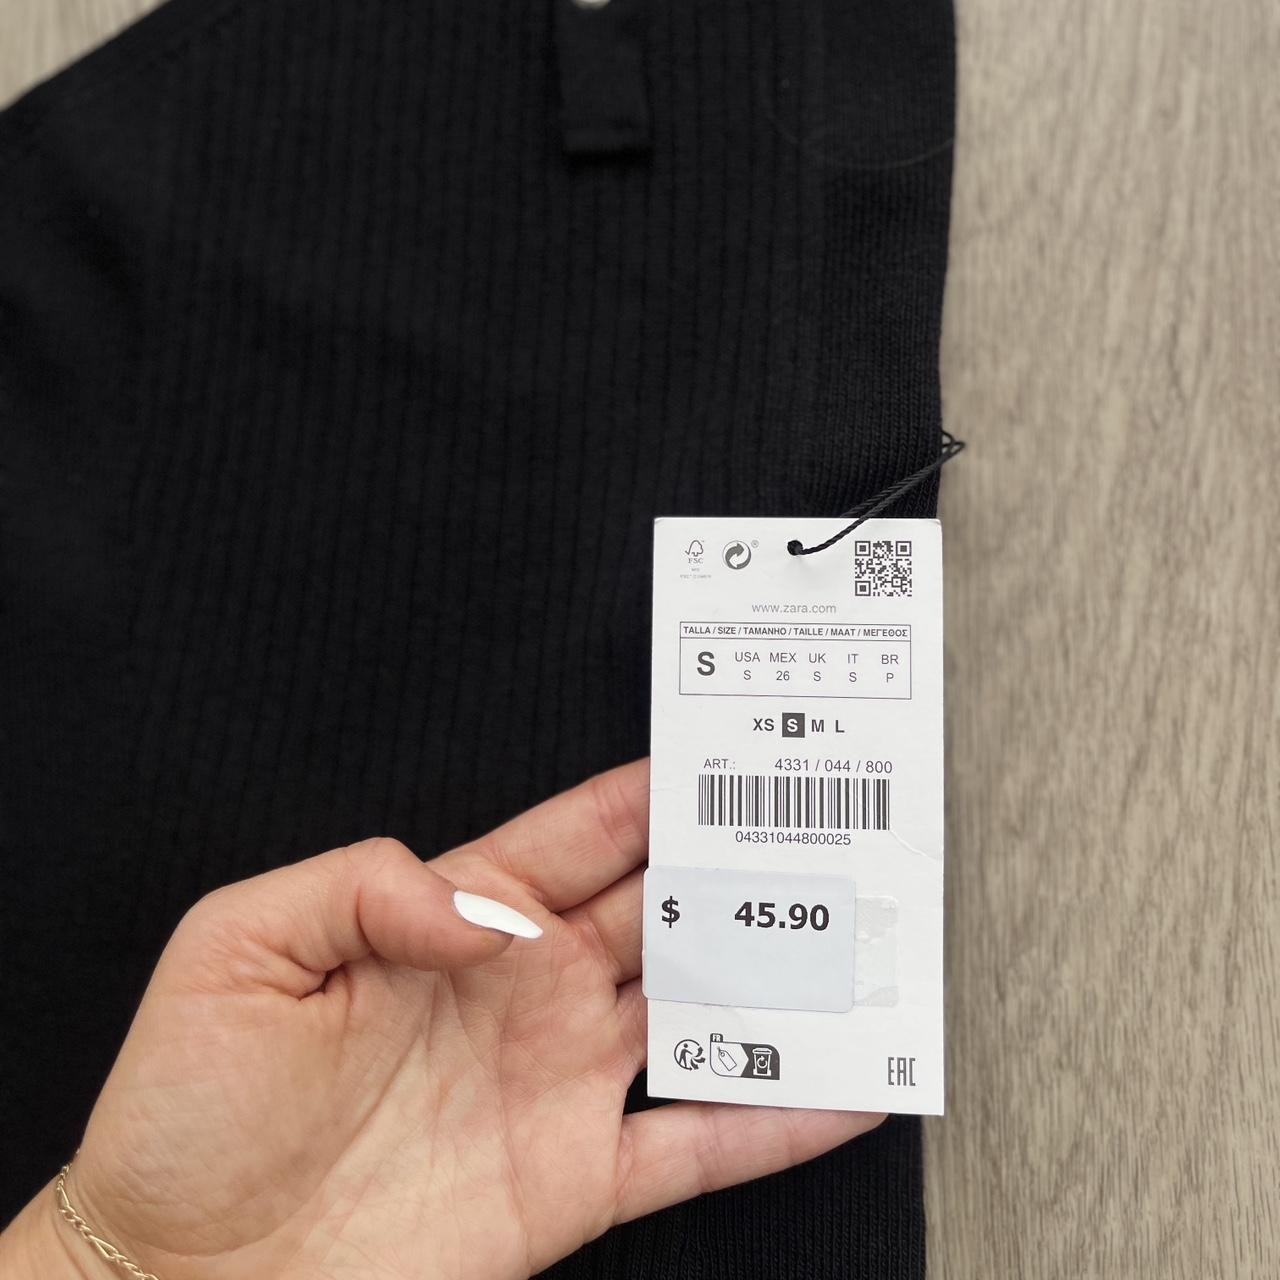 FSC
www.zara.com
TALLA / SIZE / TAMANHO / TAILLE / MAAT / ΜΕΓΕΘΟΣ
S USA MEX UK IT BR
S 26 S S P
XS S M L
ART.: 4331 / 044 / 800
04331044800025
$ 45.90
FR
EAC